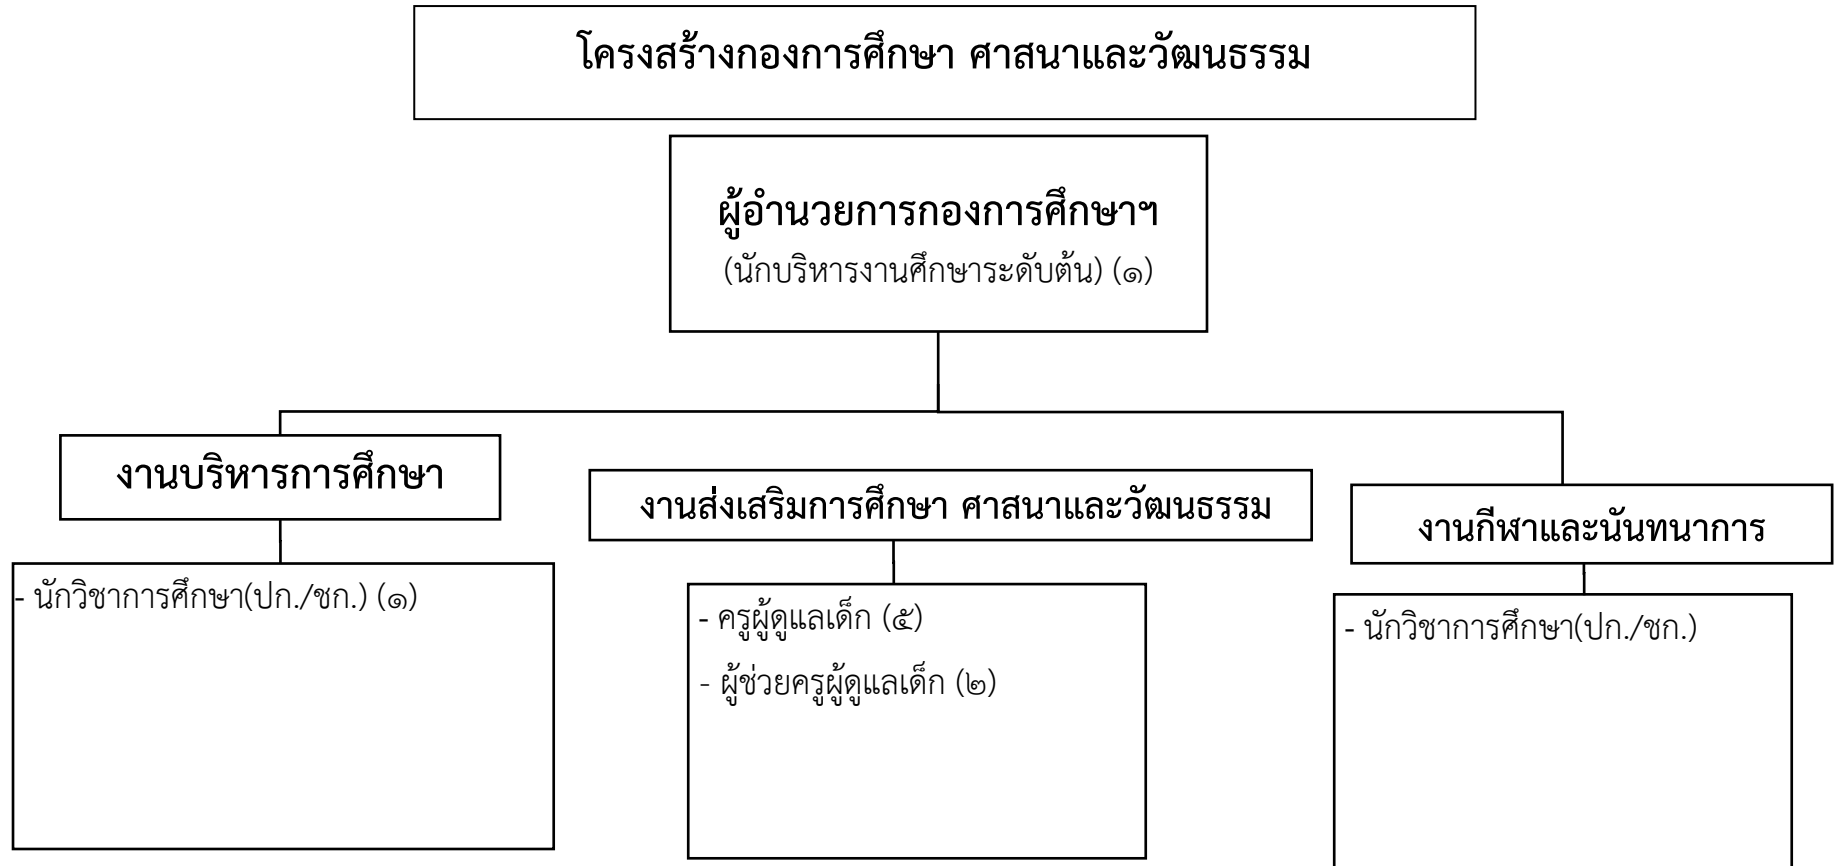 โครงสร้างกองการศึกษา ศาสนาและวัฒนธรรม
ผู้อำนวยการกองการศึกษาฯ
(นักบริหารงานศึกษาระดับต้น) (๑)
งานบริหารการศึกษา
- นักวิชาการศึกษา(ปก./ชก.) (๑)
งานส่งเสริมการศึกษา ศาสนาและวัฒนธรรม
- ครูผู้ดูแลเด็ก (๕)
- ผู้ช่วยครูผู้ดูแลเด็ก (๒)
งานกีฬาและนันทนาการ
- นักวิชาการศึกษา(ปก./ชก.)